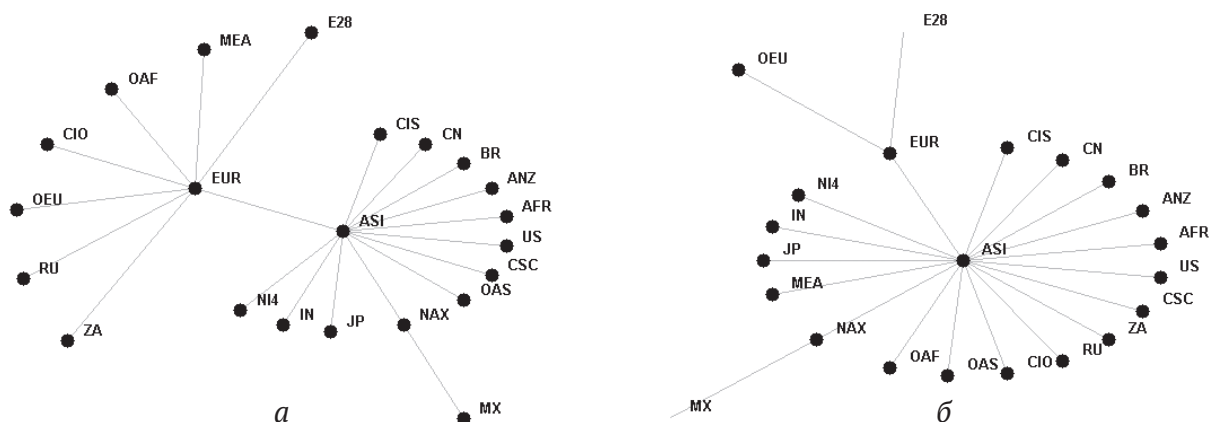 E28
MEA
OAF
CIS
CIO
CN
BR
EUR
ANZ
OEU
AFR
ASI
US
RU
CSC
OAS
NI4
IN
JP
NAX
ZA
MX
а
E28
OEU
EUR
CIS
CN
BR
NI4
ANZ
IN
AFR
JP
ASI
US
MEA
CSC
NAX
ZA
RU
OAF
OAS
CIO
MX
б